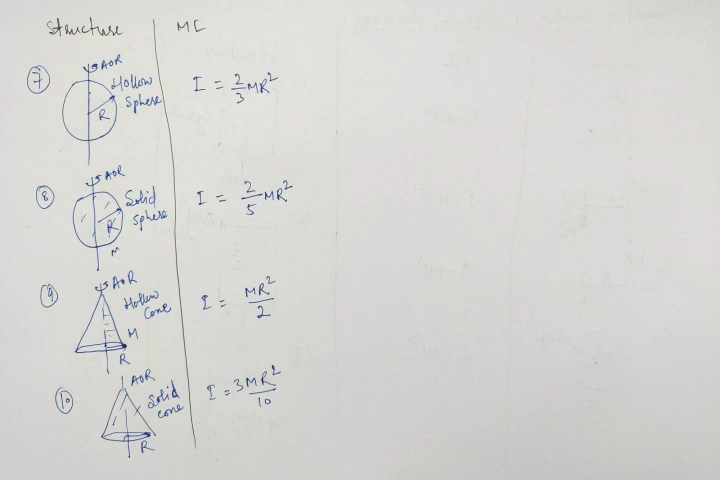 Structure MI
7 AOR
Hollow
Sphere
R
I = 2/3 MR²
8 AOR
Solid
sphere
R
M
I = 2/5 MR²
9 AOR
Hollow
Cone
M
R
I = MR²/2
10 AOR
Solid
cone
R
I = 3MR²/10